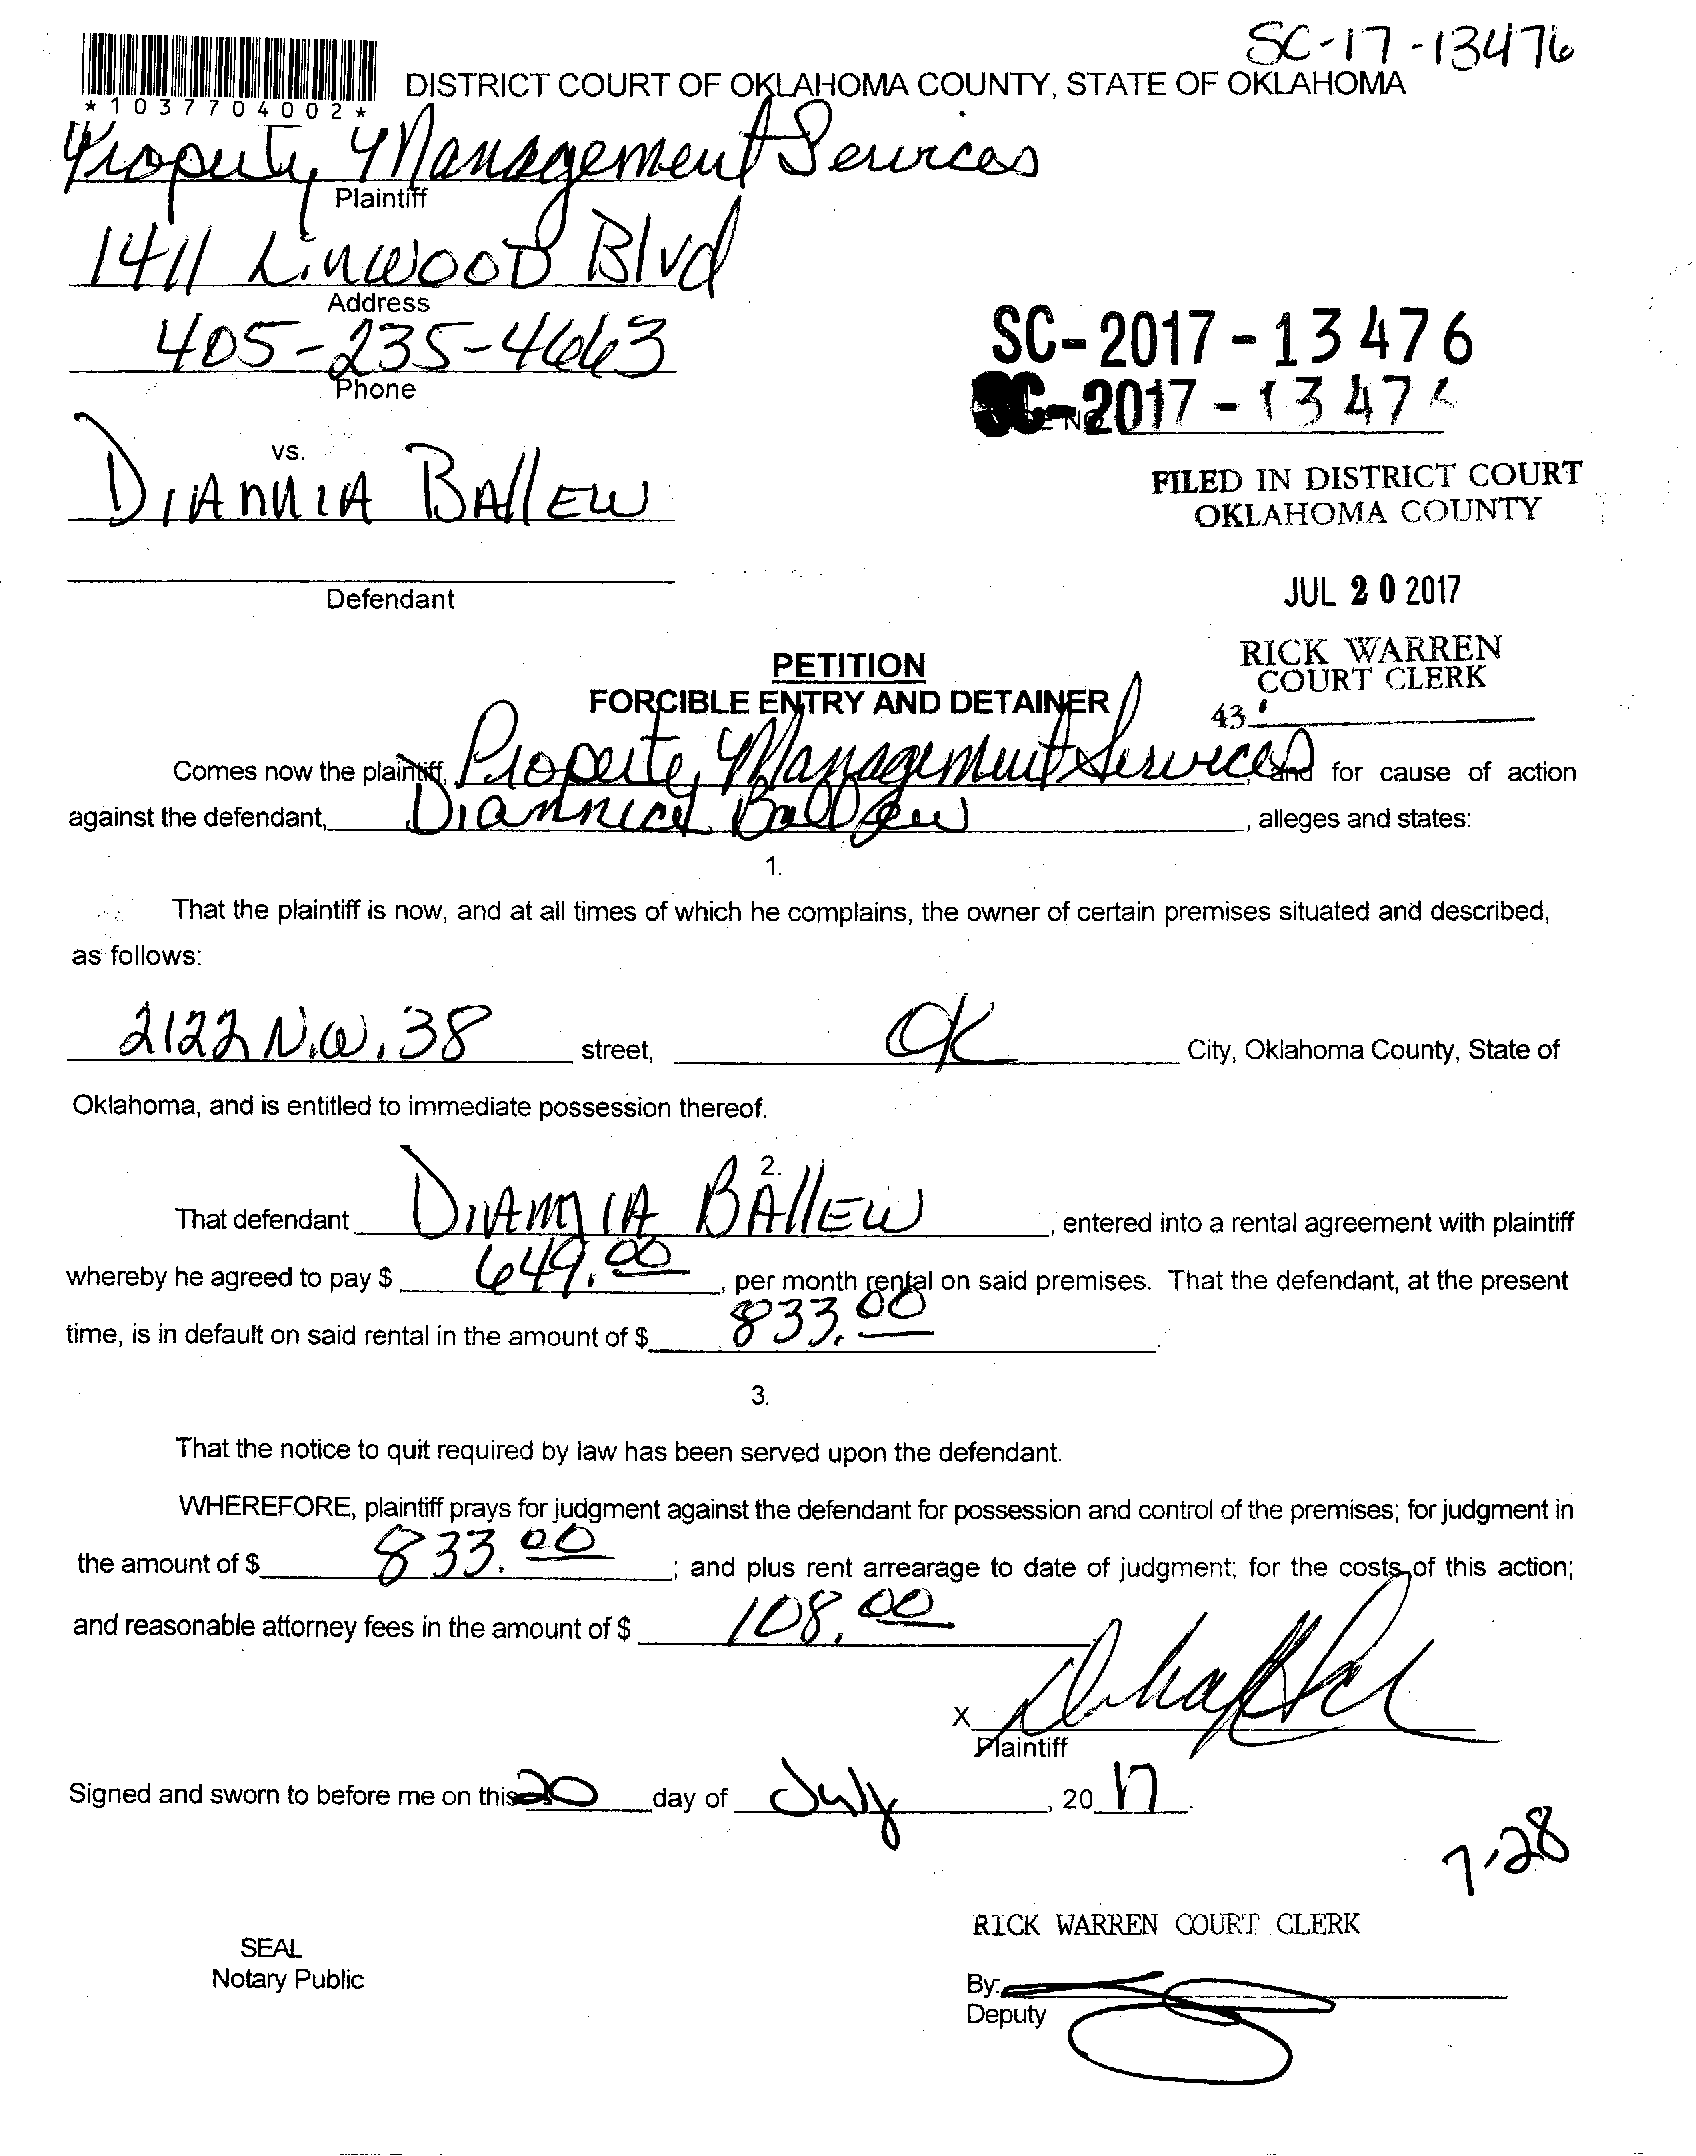 SC-17-13476
*1037704002*
DISTRICT COURT OF OKLAHOMA COUNTY, STATE OF OKLAHOMA
Property Management Services
Plaintiff
1411 Linwood Blvd
Address
405-235-4663
Phone
SC-2017-13476
SC-2017-1347
vs.
DIANNIA BALLEW
FILED IN DISTRICT COURT
OKLAHOMA COUNTY
Defendant
JUL 20 2017
RICK WARREN
COURT CLERK
43
PETITION
FORCIBLE ENTRY AND DETAINER
Comes now the plaintiff, Property Management Services, and for cause of action
against the defendant, Diannica Ballew, alleges and states:
1.
That the plaintiff is now, and at all times of which he complains, the owner of certain premises situated and described,
as follows:
2122 N.W. 38 street, OK City, Oklahoma County, State of
Oklahoma, and is entitled to immediate possession thereof.
2.
That defendant DIANNIA BALLEW, entered into a rental agreement with plaintiff
whereby he agreed to pay $ 649.00, per month rental on said premises. That the defendant, at the present
time, is in default on said rental in the amount of $ 833.00.
3.
That the notice to quit required by law has been served upon the defendant.
WHEREFORE, plaintiff prays for judgment against the defendant for possession and control of the premises; for judgment in
the amount of $ 833.00; and plus rent arrearage to date of judgment; for the costs of this action;
and reasonable attorney fees in the amount of $ 108.00
X
Plaintiff
Signed and sworn to before me on this 20 day of July, 20 17.
7.28
RICK WARREN COURT CLERK
SEAL
Notary Public
By:
Deputy